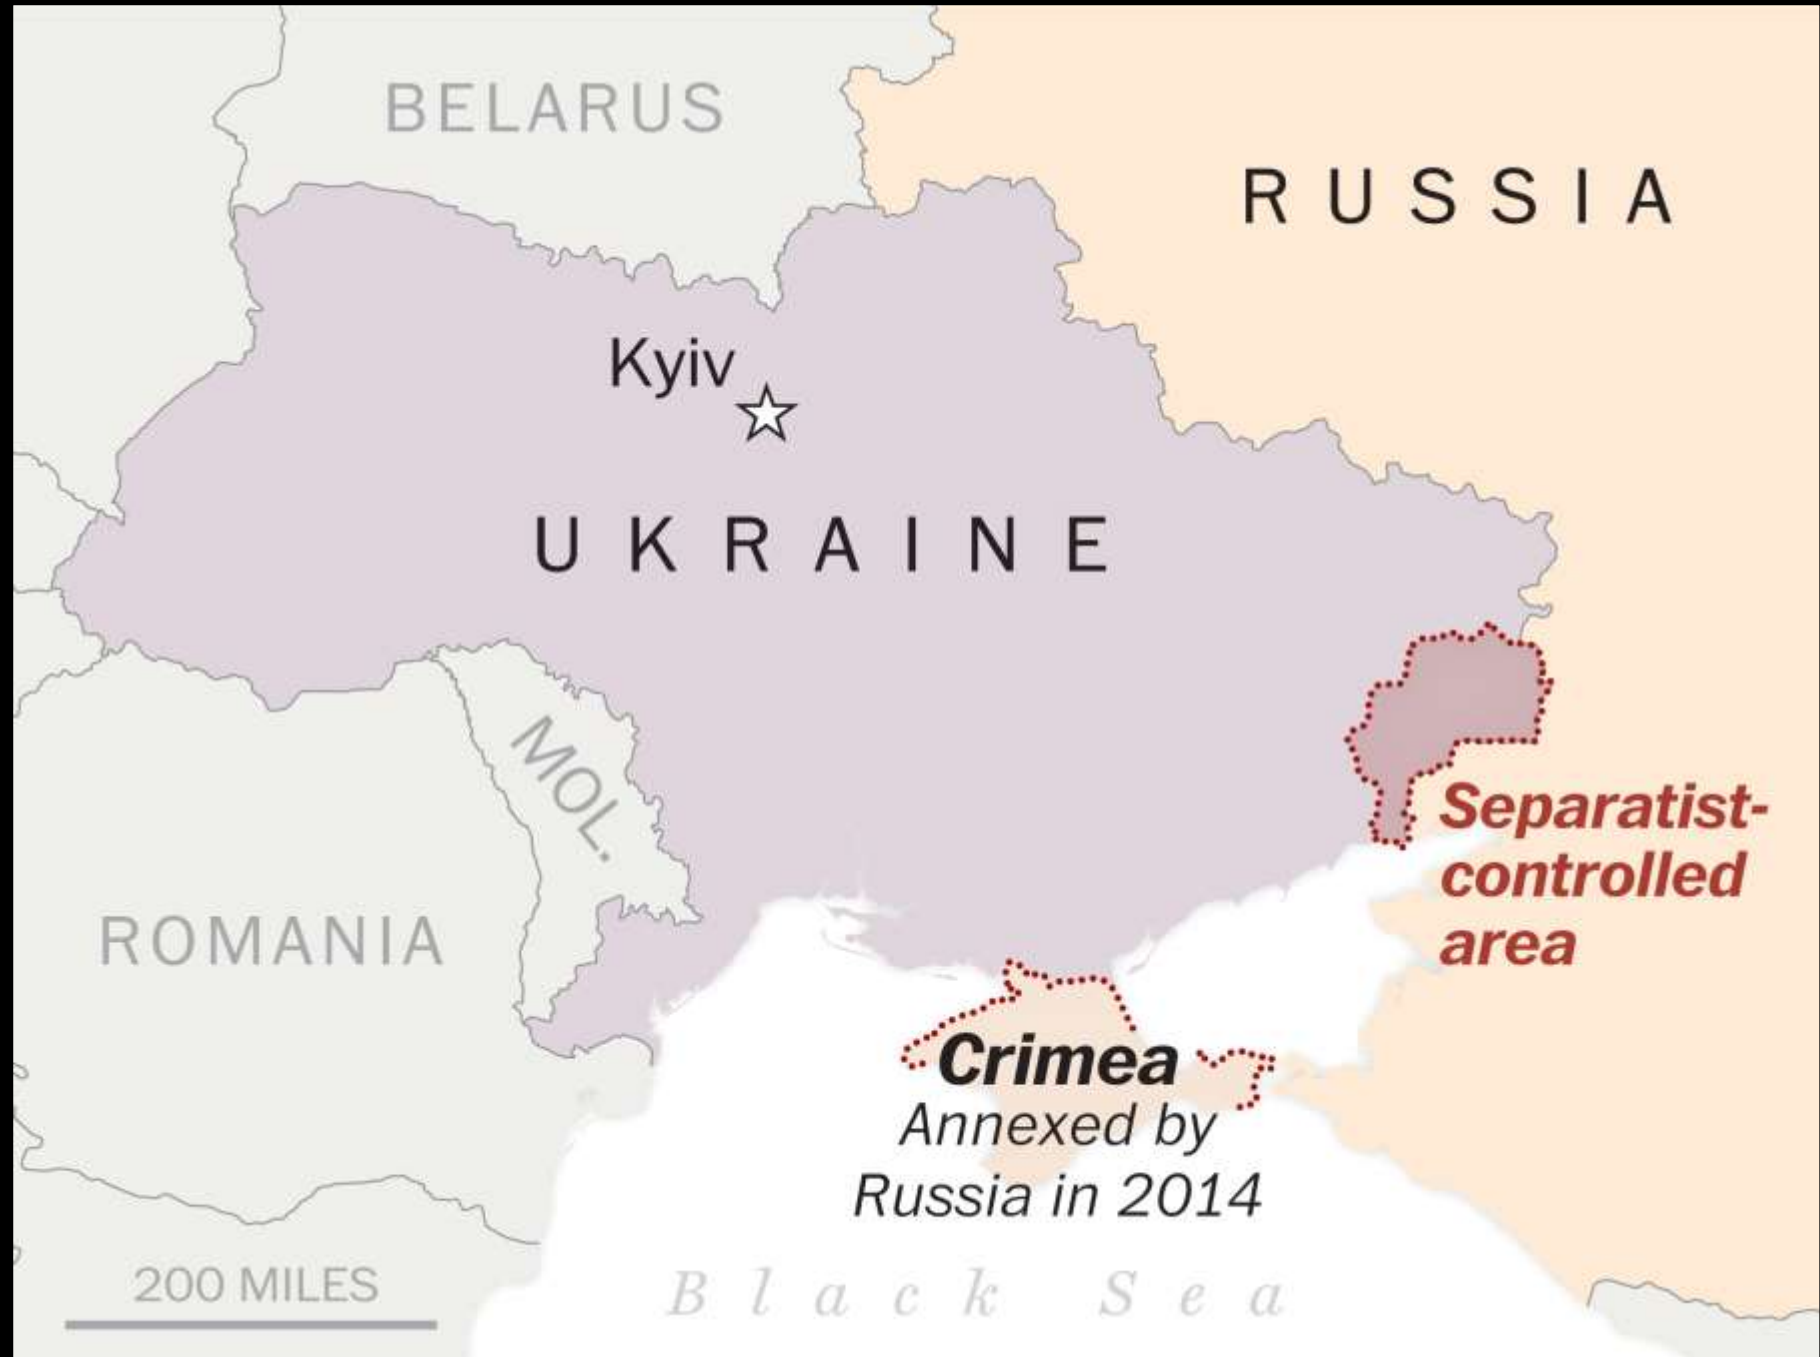 BELARUS
RUSSIA
Kyiv
UKRAINE
MOL.
Separatist-
controlled
area
ROMANIA
Crimea
Annexed by
Russia in 2014
200 MILES
Black Sea